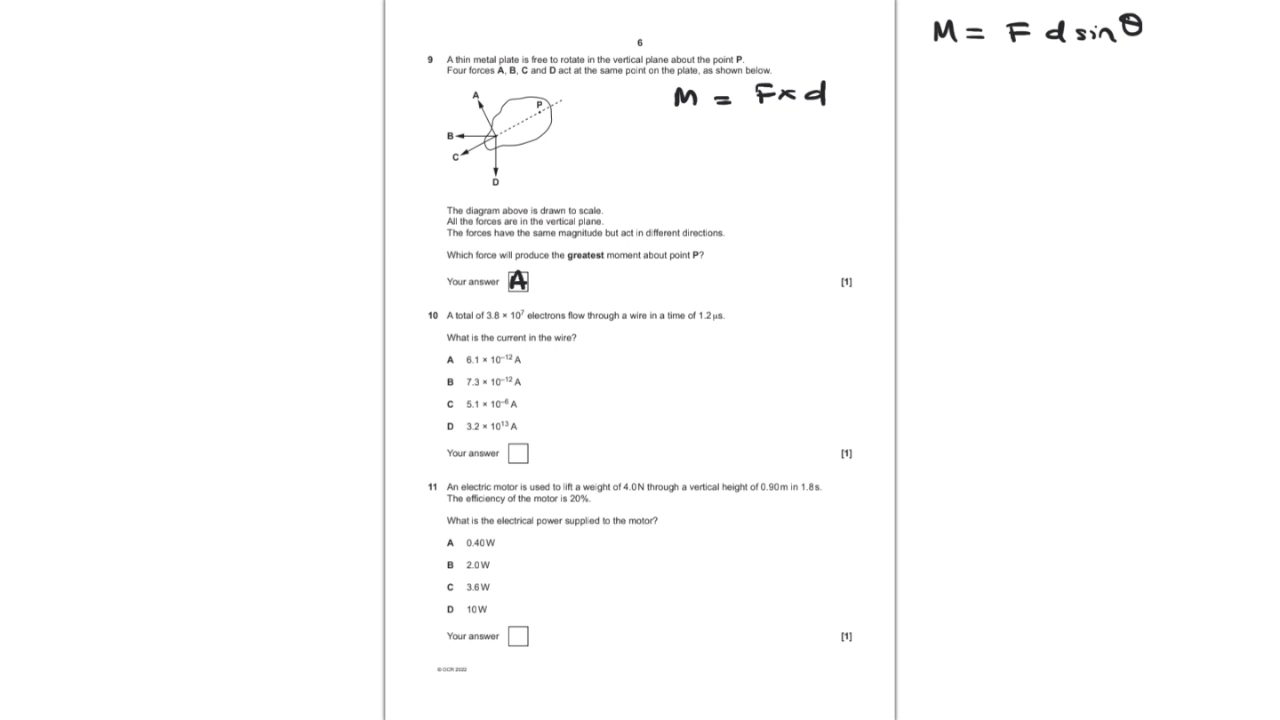 M = F d sin θ
6
9 A thin metal plate is free to rotate in the vertical plane about the point P.
Four forces A, B, C and D act at the same point on the plate, as shown below.
M = F × d
A
P
B
C
D
The diagram above is drawn to scale.
All the forces are in the vertical plane.
The forces have the same magnitude but act in different directions.
Which force will produce the greatest moment about point P?
Your answer A [1]
10 A total of 3.8 × 10⁷ electrons flow through a wire in a time of 1.2 µs.
What is the current in the wire?
A 6.1 × 10⁻¹² A
B 7.3 × 10⁻¹² A
C 5.1 × 10⁻⁶ A
D 3.2 × 10¹³ A
Your answer [1]
11 An electric motor is used to lift a weight of 4.0 N through a vertical height of 0.90 m in 1.8 s.
The efficiency of the motor is 20%.
What is the electrical power supplied to the motor?
A 0.40 W
B 2.0 W
C 3.6 W
D 10 W
Your answer [1]
© OCR 2022